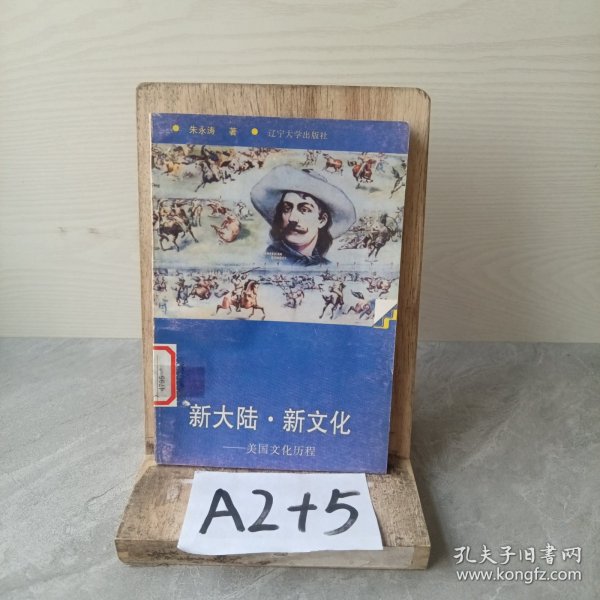 朱永涛 著 辽宁大学出版社
新大陆·新文化
——美国文化历程
A2+5
孔夫子旧書网
www.kongfz.com